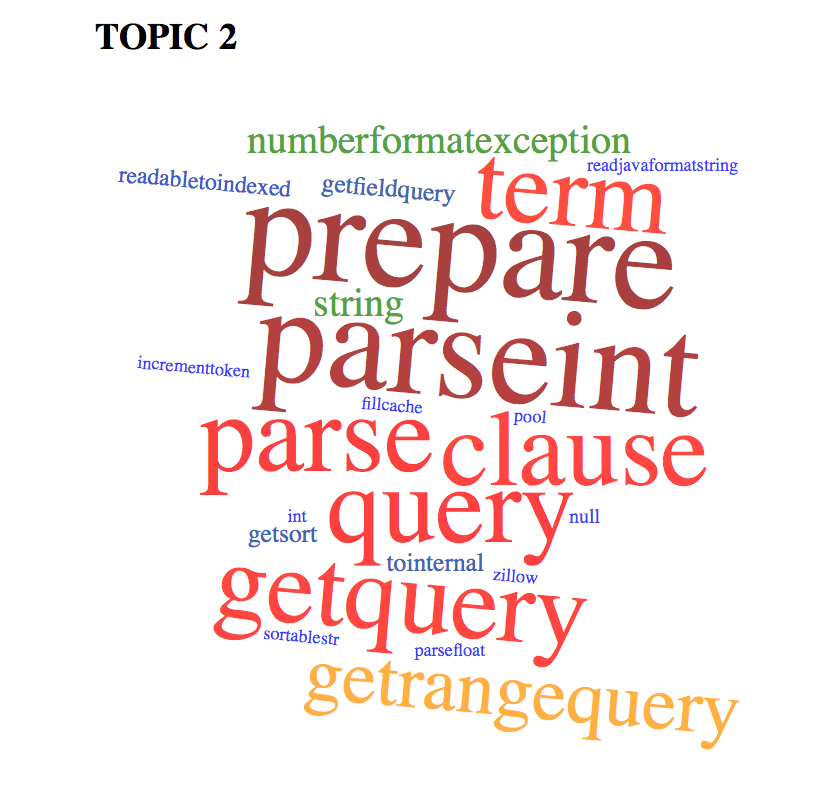 TOPIC 2
numberformatexception
readjavaformatstring
readabletoindexed
getfieldquery
term
prepare
string
parseint
incrementtoken
fillcache
pool
parse
clause
int
query
null
getsort
tointernal
zillow
getquery
sortablestr
parsefloat
getrangequery